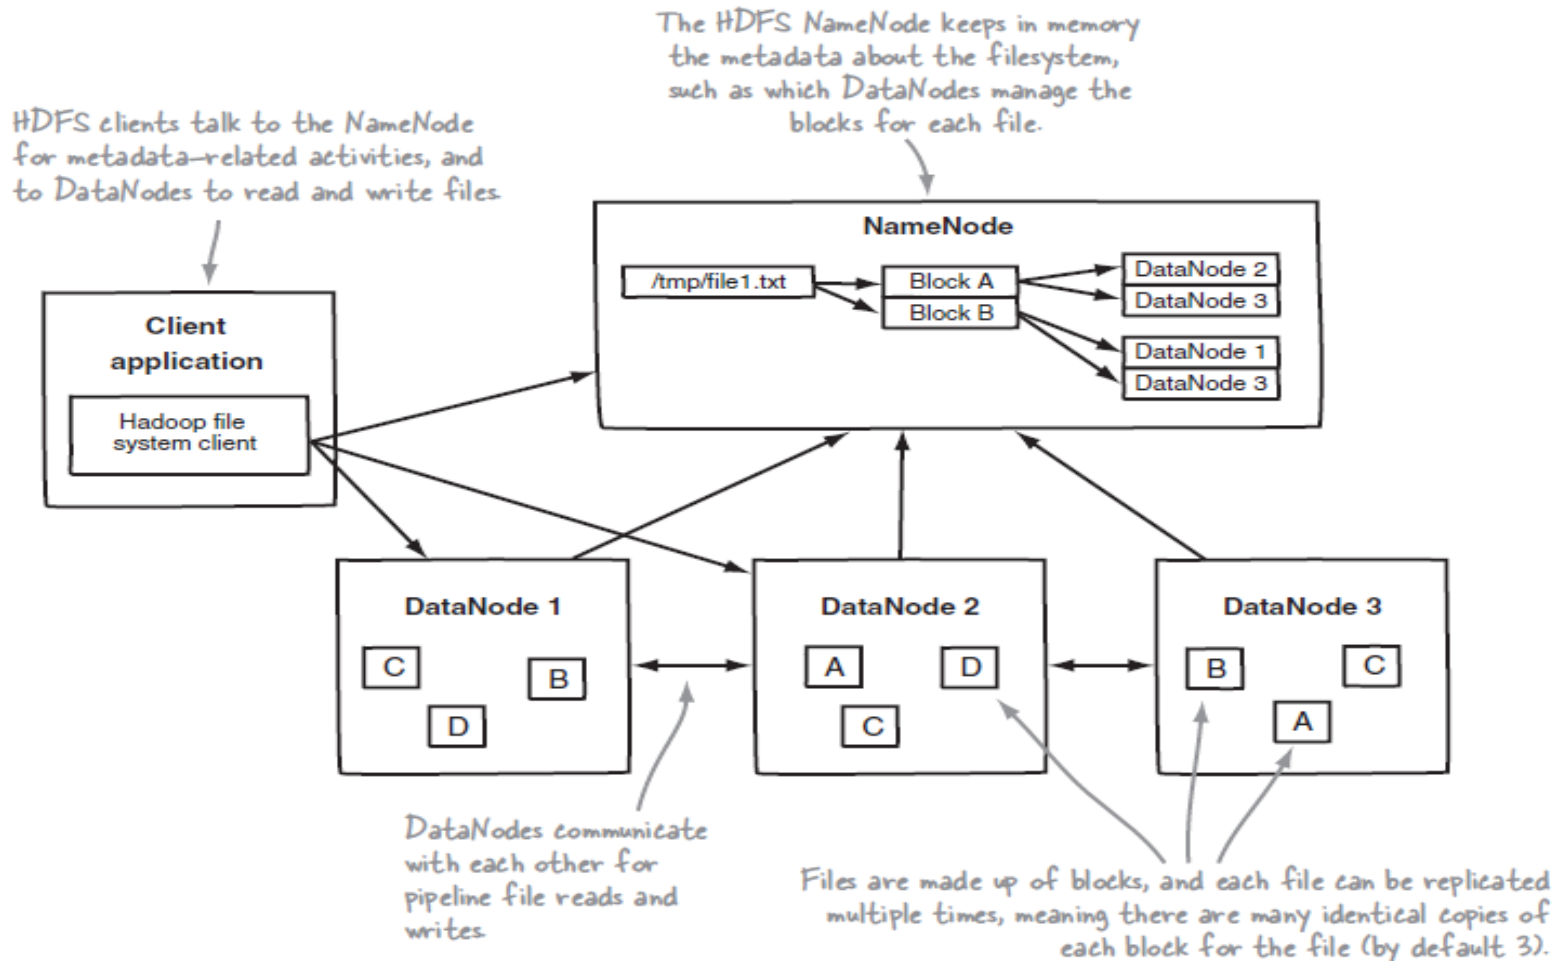 The HDFS NameNode keeps in memory
the metadata about the filesystem,
such as which DataNodes manage the
blocks for each file.
HDFS clients talk to the NameNode
for metadata-related activities, and
to DataNodes to read and write files.
NameNode
/tmp/file1.txt
Block A
Block B
DataNode 2
DataNode 3
DataNode 1
DataNode 3
Client
application
Hadoop file
system client
DataNode 1
C
B
D
DataNode 2
A
D
C
DataNode 3
B
C
A
DataNodes communicate
with each other for
pipeline file reads and
writes.
Files are made up of blocks, and each file can be replicated
multiple times, meaning there are many identical copies of
each block for the file (by default 3).